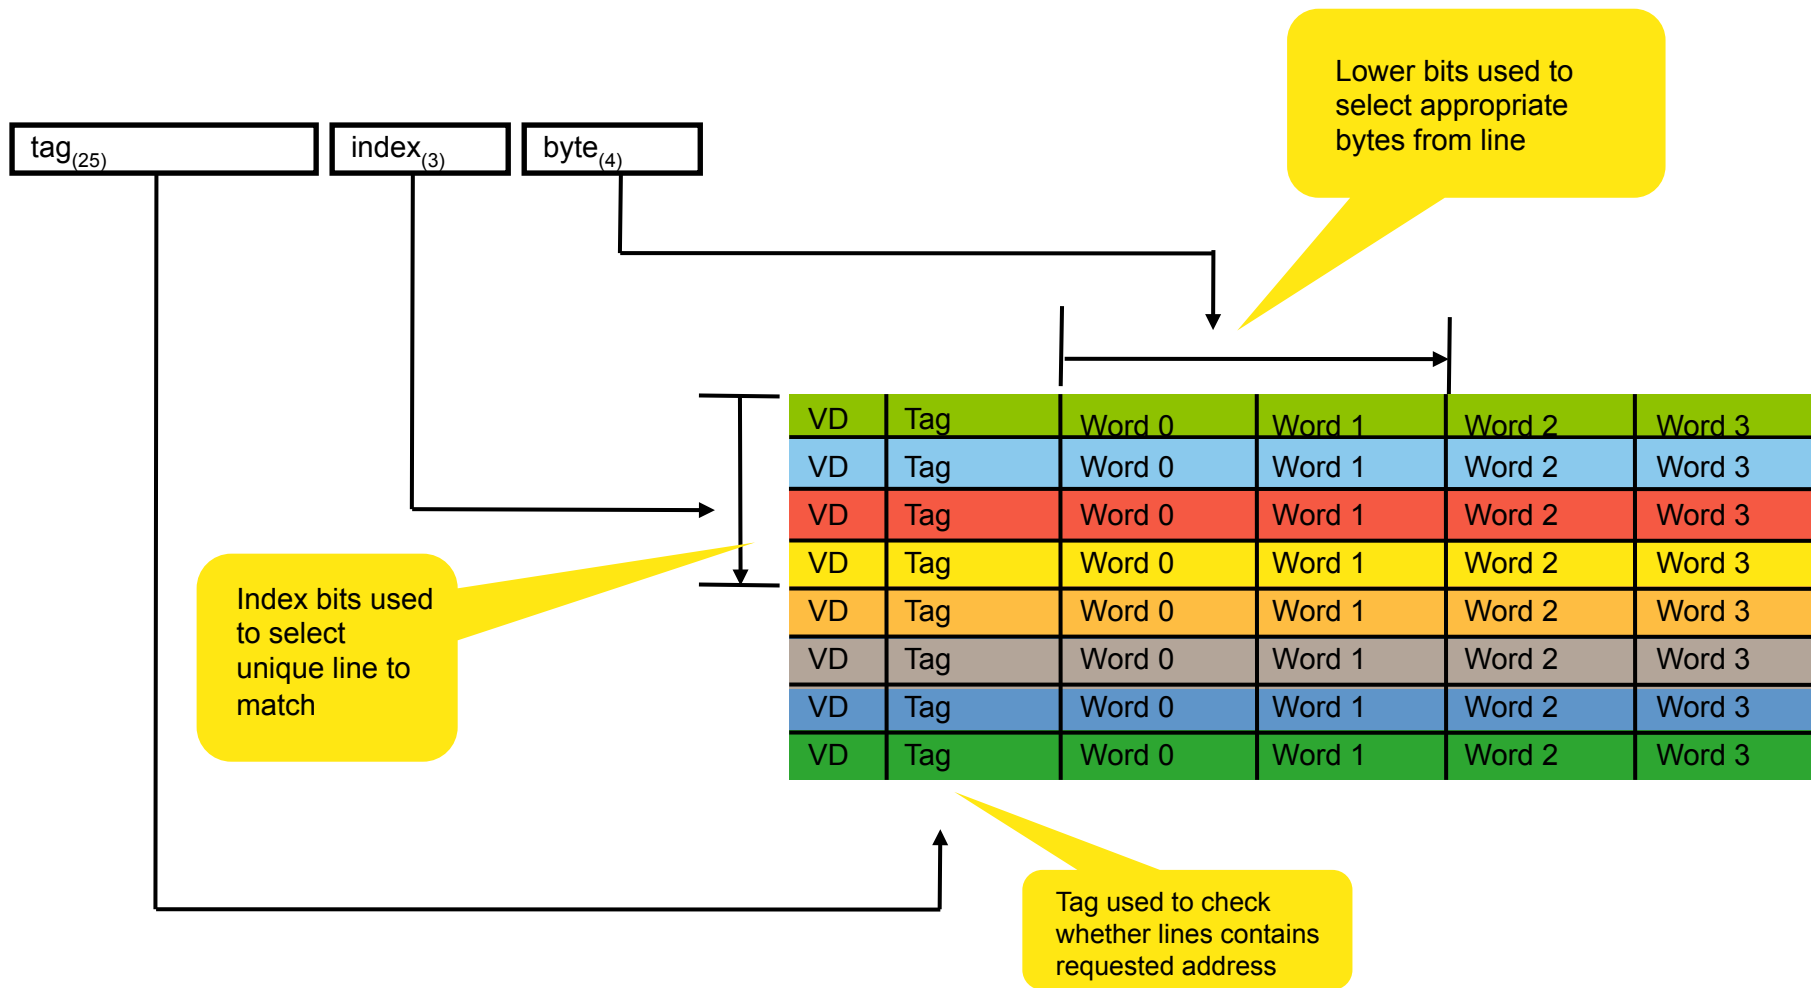 Lower bits used to
select appropriate
bytes from line
tag(25) index(3) byte(4)
VD Tag Word 0 Word 1 Word 2 Word 3
VD Tag Word 0 Word 1 Word 2 Word 3
VD Tag Word 0 Word 1 Word 2 Word 3
VD Tag Word 0 Word 1 Word 2 Word 3
VD Tag Word 0 Word 1 Word 2 Word 3
VD Tag Word 0 Word 1 Word 2 Word 3
VD Tag Word 0 Word 1 Word 2 Word 3
VD Tag Word 0 Word 1 Word 2 Word 3
Index bits used
to select
unique line to
match
Tag used to check
whether lines contains
requested address